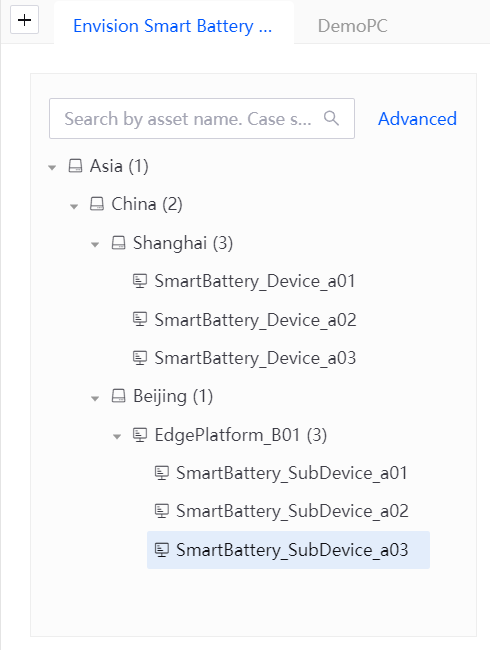 Envision Smart Battery ... DemoPC
Search by asset name. Case s... Advanced
Asia (1)
China (2)
Shanghai (3)
SmartBattery_Device_a01
SmartBattery_Device_a02
SmartBattery_Device_a03
Beijing (1)
EdgePlatform_B01 (3)
SmartBattery_SubDevice_a01
SmartBattery_SubDevice_a02
SmartBattery_SubDevice_a03